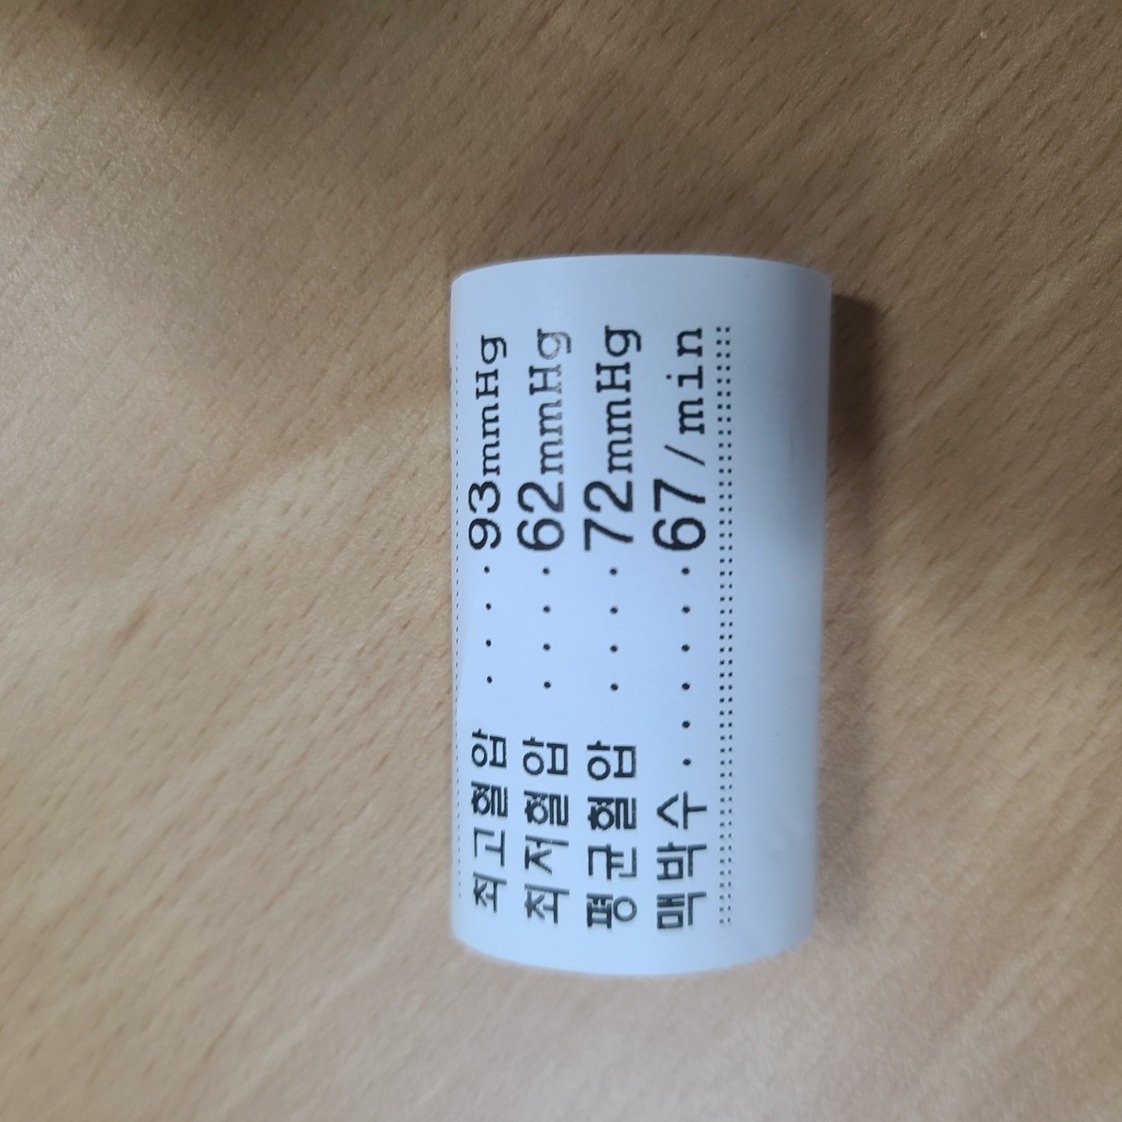 최고혈압 ....93mmHg
최저혈압 ....62mmHg
평균혈압 ....72mmHg
맥박수......67/min